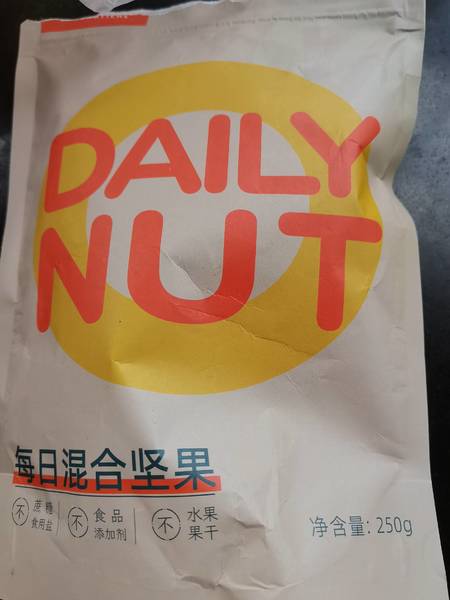 DAILY
NUT
每日混合坚果
不 蔗糖 不 食品 不 水果
食用盐 添加剂 果干
净含量: 250g